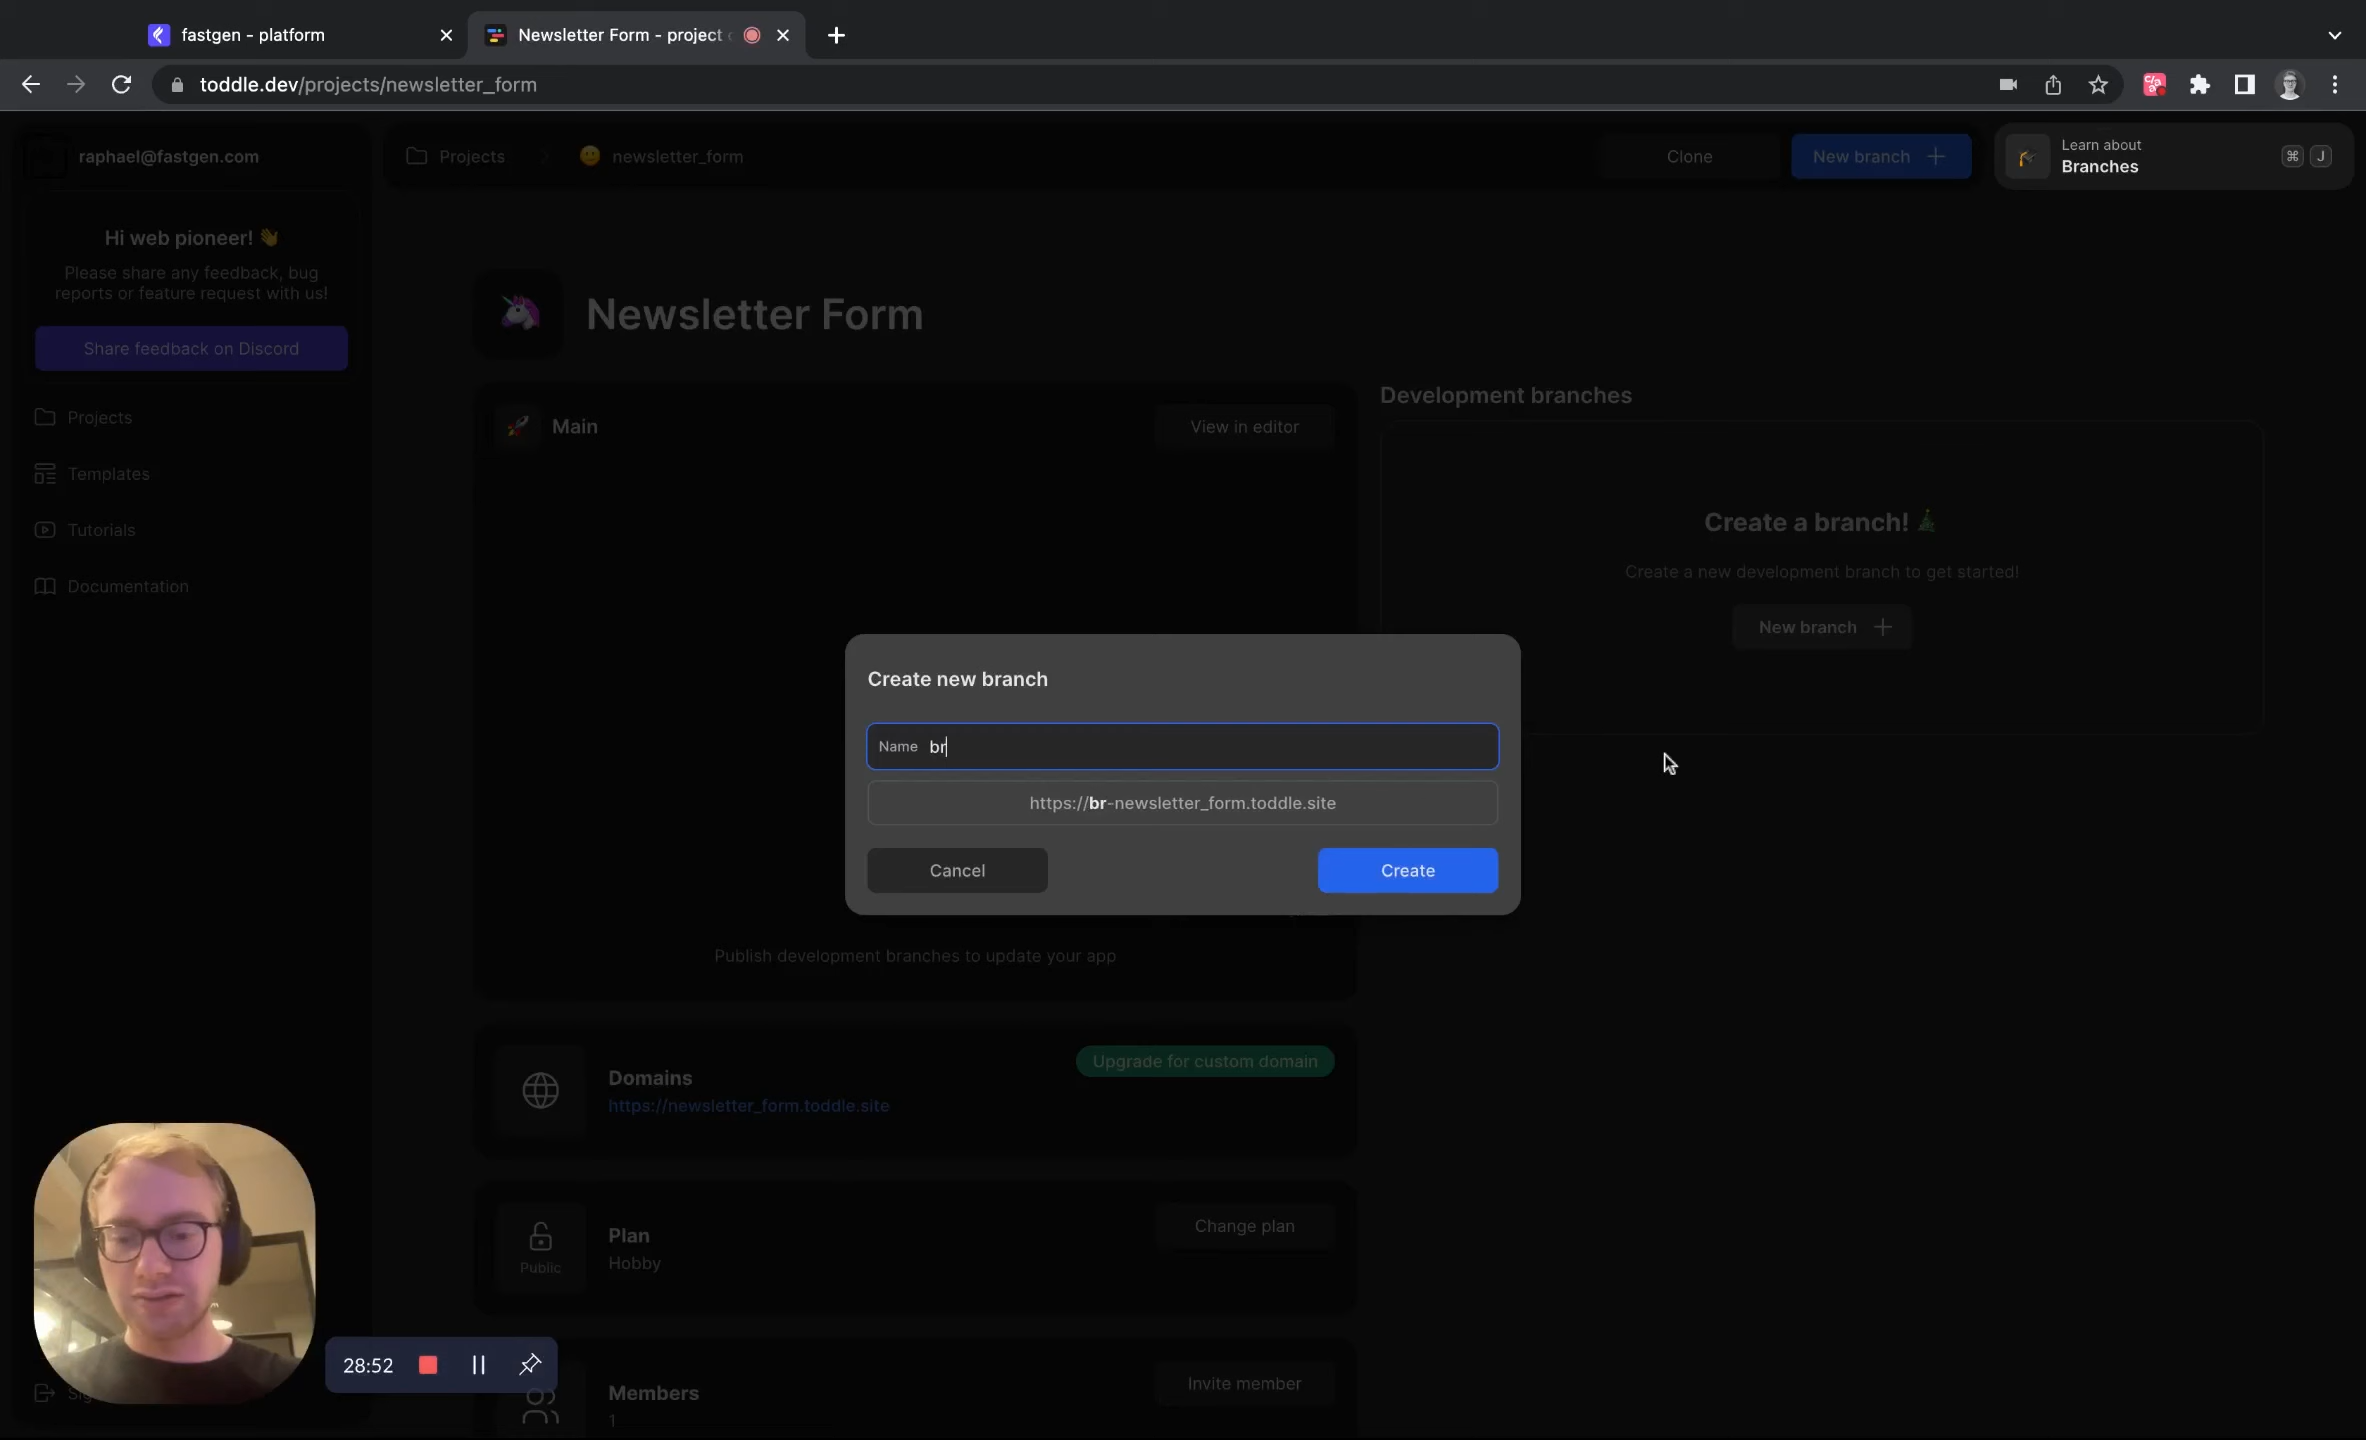 fastgen - platform
Newsletter Form - project
toddle.dev/projects/newsletter_form
raphael@fastgen.com
Projects
newsletter_form
Clone
New branch
Learn about
Branches
⌘ J
Hi web pioneer! 👋
Please share any feedback, bug
reports or feature request with us!
Share feedback on Discord
Projects
Templates
Tutorials
Documentation
Newsletter Form
Main
View in editor
Publish development branches to update your app
Development branches
Create a branch! 🎄
Create a new development branch to get started!
New branch
Create new branch
Name br
https://br-newsletter_form.toddle.site
Cancel
Create
Domains
https://newsletter_form.toddle.site
Upgrade for custom domain
Public
Plan
Hobby
Change plan
Members
1
Invite member
28:52